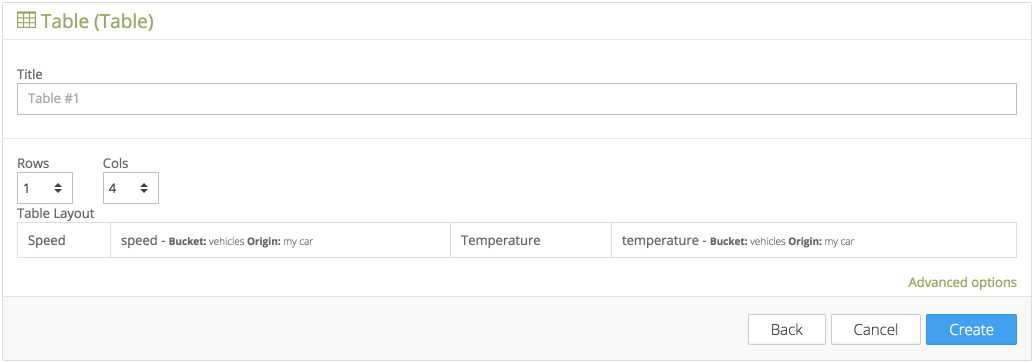 Table (Table)
Title
Table #1
Rows Cols
1 4
Table Layout
Speed speed - Bucket: vehicles Origin: my car Temperature temperature - Bucket: vehicles Origin: my car
Advanced options
Back Cancel Create